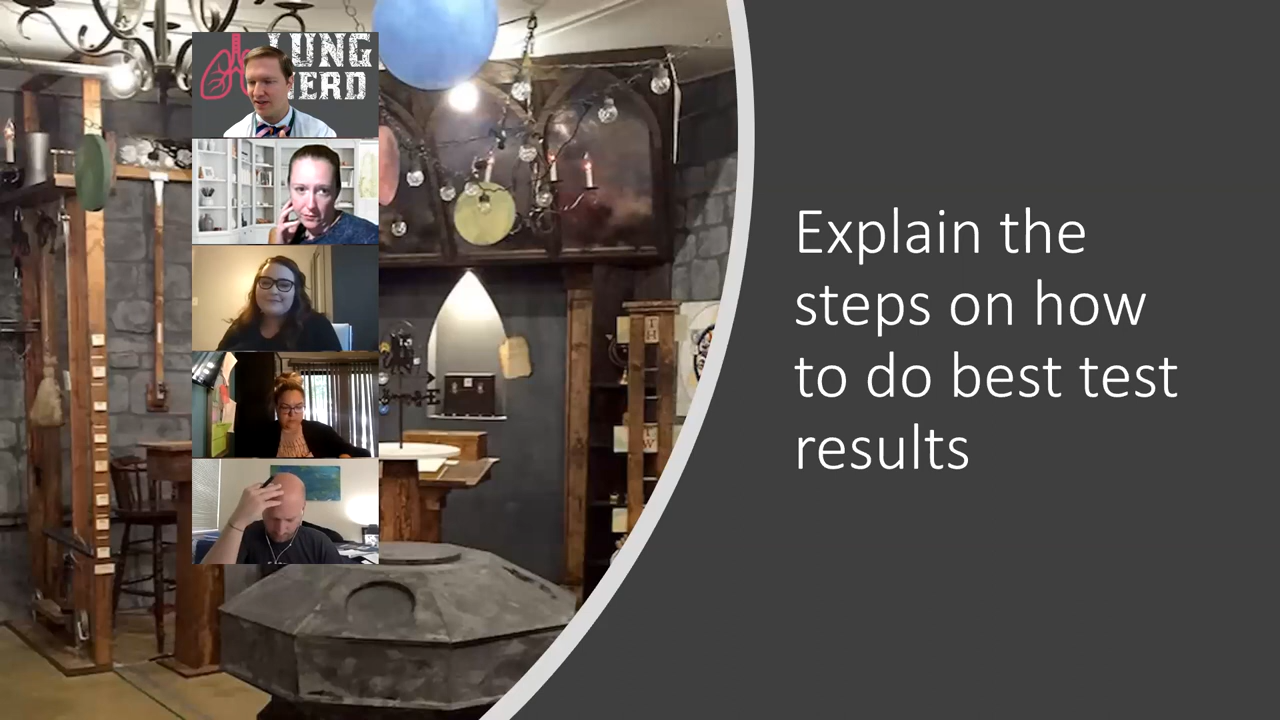 LUNG
NERD
Explain the
steps on how
to do best test
results